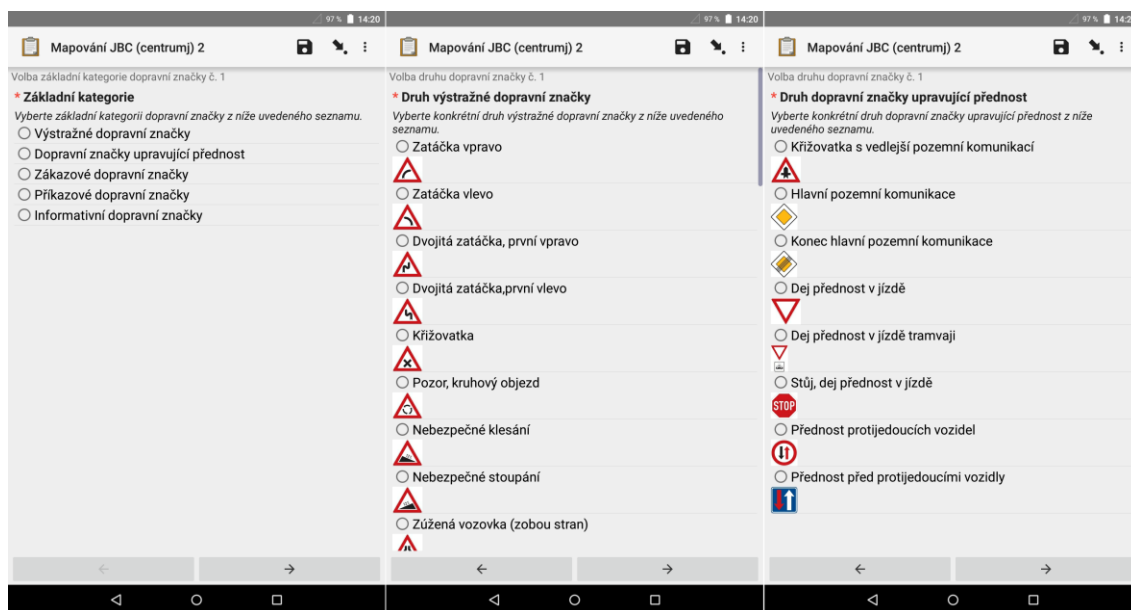 97 % 14:20
Mapování JBC (centrumj) 2
Volba základní kategorie dopravní značky č. 1
* Základní kategorie
Vyberte základní kategorii dopravní značky z níže uvedeného seznamu.
Výstražné dopravní značky
Dopravní značky upravující přednost
Zákazové dopravní značky
Příkazové dopravní značky
Informativní dopravní značky
97 % 14:20
Mapování JBC (centrumj) 2
Volba druhu dopravní značky č. 1
* Druh výstražné dopravní značky
Vyberte konkrétní druh výstražné dopravní značky z níže uvedeného
seznamu.
Zatáčka vpravo
Zatáčka vlevo
Dvojitá zatáčka, první vpravo
Dvojitá zatáčka,první vlevo
Křižovatka
Pozor, kruhový objezd
Nebezpečné klesání
Nebezpečné stoupání
Zúžená vozovka (zobou stran)
97 % 14:20
Mapování JBC (centrumj) 2
Volba druhu dopravní značky č. 1
* Druh dopravní značky upravující přednost
Vyberte konkrétní druh dopravní značky upravující přednost z níže
uvedeného seznamu.
Křižovatka s vedlejší pozemní komunikací
Hlavní pozemní komunikace
Konec hlavní pozemní komunikace
Dej přednost v jízdě
Dej přednost v jízdě tramvaji
Stůj, dej přednost v jízdě
STOP
Přednost protijedoucích vozidel
Přednost před protijedoucími vozidly